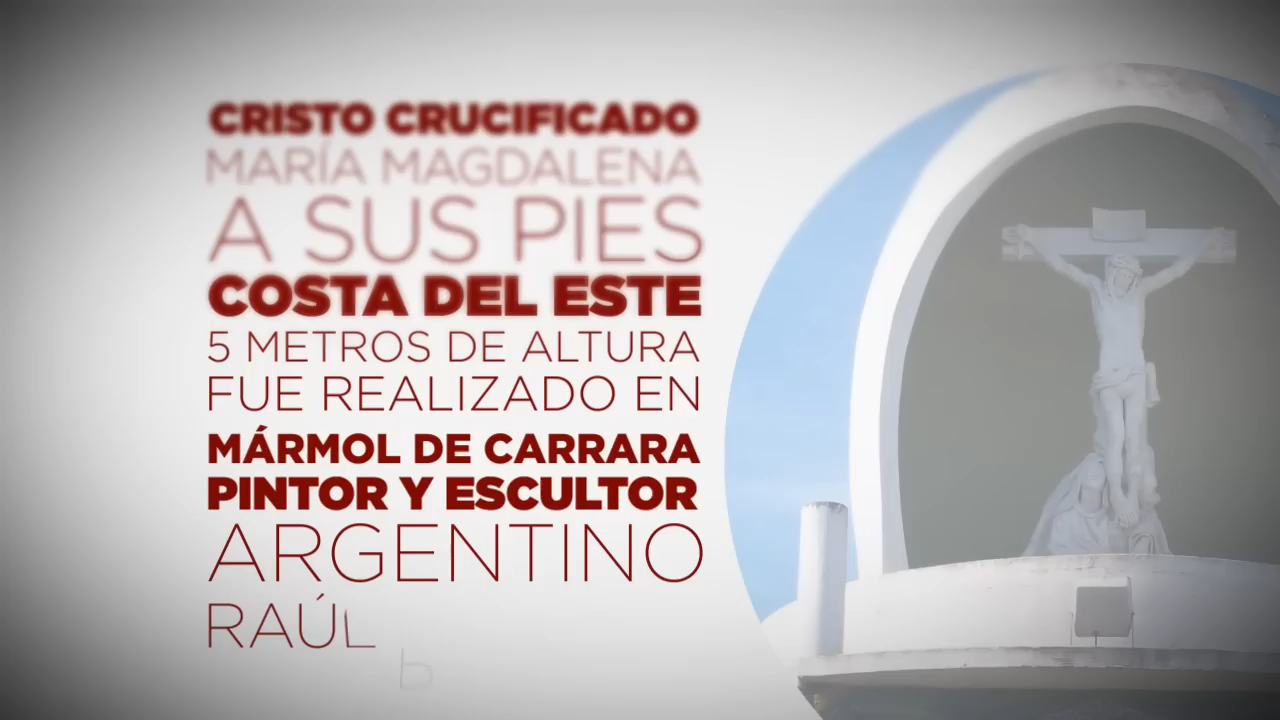 CRISTO CRUCIFICADO
MARÍA MAGDALENA
A SUS PIES
COSTA DEL ESTE
5 METROS DE ALTURA
FUE REALIZADO EN
MÁRMOL DE CARRARA
PINTOR Y ESCULTOR
ARGENTINO
RAÚL